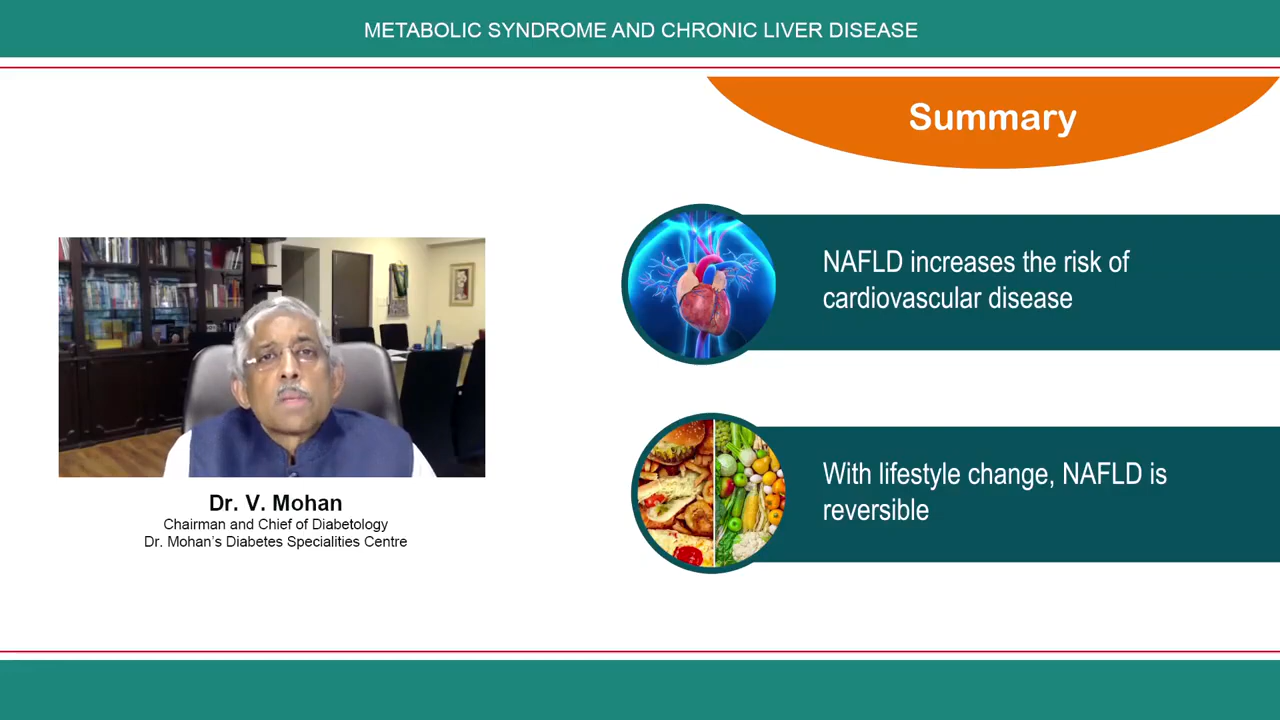 METABOLIC SYNDROME AND CHRONIC LIVER DISEASE
Summary
NAFLD increases the risk of
cardiovascular disease
With lifestyle change, NAFLD is
reversible
Dr. V. Mohan
Chairman and Chief of Diabetology
Dr. Mohan's Diabetes Specialities Centre